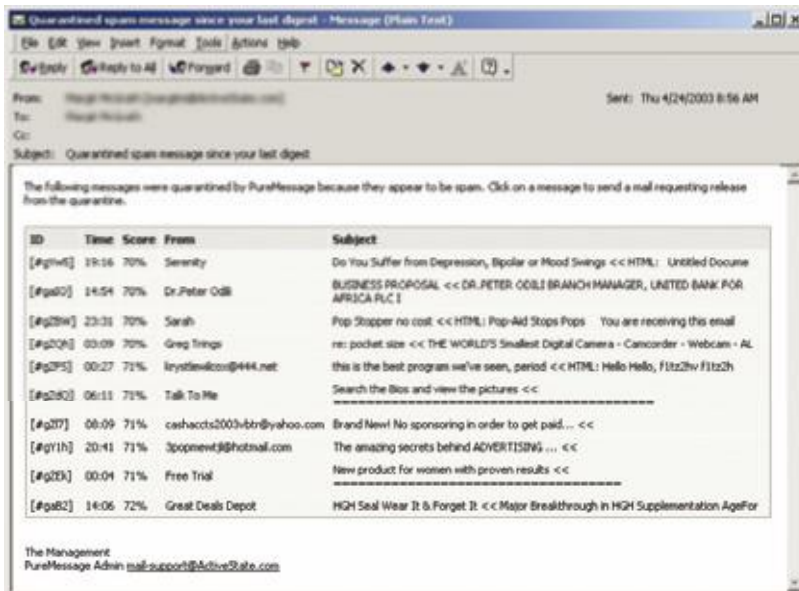 Quarantined spam message since your last digest - Message (Plain Text)
File Edit View Insert Format Tools Actions Help
Reply Reply to All Forward
From: Sent: Thu 4/24/2003 8:56 AM
To:
Cc:
Subject: Quarantined spam message since your last digest
The following messages were quarantined by PureMessage because they appear to be spam. Click on a message to send a mail requesting release
from the quarantine.
ID Time Score From Subject
19:16 70% Serenity Do You Suffer from Depression, Bipolar or Mood Swings << HTML: Untitled Docume
14:54 70% Dr.Peter Odili BUSINESS PROPOSAL << DR.PETER ODILI BRANCH MANAGER, UNITED BANK FOR
AFRICA PLC I
23:31 70% Sarah Pop Stopper no cost << HTML: Pop-Aid Stops Pops You are receiving this email
03:09 70% Greg Trings re: pocket size << THE WORLD'S Smallest Digital Camera - Camcorder - Webcam - AL
00:27 71% krystlewilcox@444.net this is the best program we've seen, period << HTML: Hello Hello, f1tz2hv f1tz2h
06:11 71% Talk To Me Search the Bios and view the pictures <<
08:09 71% cashaccts2003vbtr@yahoo.com Brand New! No sponsoring in order to get paid... <<
[#gY1h] 20:41 71% The amazing secrets behind ADVERTISING ... <<
[#gZEk] 00:04 71% Free Trial New product for women with proven results <<
[#gaB2] 14:06 72% Great Deals Depot HGH Seal Wear It & Forget It << Major Breakthrough in HGH Supplementation AgeFor
The Management
PureMessage Admin mail-support@ActiveState.com